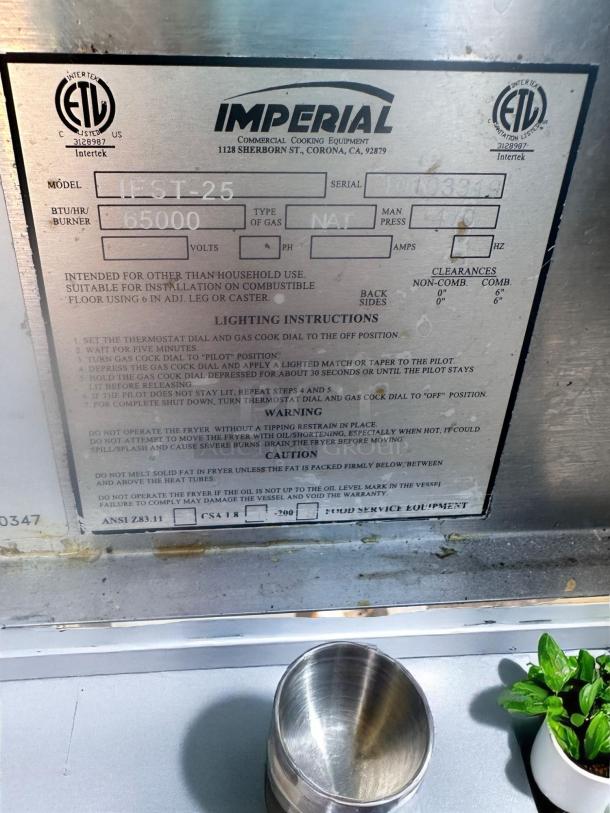 INTERTEK
ETL
C LISTED US
3128987
Intertek
IMPERIAL
COMMERCIAL COOKING EQUIPMENT
1128 SHERBORN ST., CORONA, CA, 92879
INTERTEK
ETL
3128987
Intertek
MODEL IFST-25 SERIAL
BTU/HR/BURNER 65000 TYPE OF GAS NAT MAN PRESS
VOLTS PH AMPS HZ
INTENDED FOR OTHER THAN HOUSEHOLD USE.
SUITABLE FOR INSTALLATION ON COMBUSTIBLE
FLOOR USING 6 IN ADJ. LEG OR CASTER.
CLEARANCES
NON-COMB. COMB.
BACK 0" 6"
SIDES 0" 6"
LIGHTING INSTRUCTIONS
1. SET THE THERMOSTAT DIAL AND GAS COCK DIAL TO THE OFF POSITION.
2. WAIT FOR FIVE MINUTES.
3. TURN GAS COCK DIAL TO "PILOT" POSITION.
4. DEPRESS THE GAS COCK DIAL AND APPLY A LIGHTED MATCH OR TAPER TO THE PILOT.
5. HOLD THE GAS COCK DIAL DEPRESSED FOR ABOUT 30 SECONDS OR UNTIL THE PILOT STAYS
LIT BEFORE RELEASING.
6. IF THE PILOT DOES NOT STAY LIT, REPEAT STEPS 4 AND 5.
7. FOR COMPLETE SHUT DOWN, TURN THERMOSTAT DIAL AND GAS COCK DIAL TO "OFF" POSITION.
WARNING
DO NOT OPERATE THE FRYER WITHOUT A TIPPING RESTRAIN IN PLACE.
DO NOT ATTEMPT TO MOVE THE FRYER WITH OIL/SHORTENING, ESPECIALLY WHEN HOT, IT COULD
SPILL/SPLASH AND CAUSE SEVERE BURNS. DRAIN THE FRYER BEFORE MOVING.
GROUP
CAUTION
DO NOT MELT SOLID FAT IN FRYER UNLESS THE FAT IS PACKED FIRMLY BELOW, BETWEEN
AND ABOVE THE HEAT TUBES.
DO NOT OPERATE THE FRYER IF THE OIL IS NOT UP TO THE OIL LEVEL MARK IN THE VESSEL
FAILURE TO COMPLY MAY DAMAGE THE VESSEL AND VOID THE WARRANTY.
ANSI Z83.11 CSA 1.8 -200 FOOD SERVICE EQUIPMENT
0347